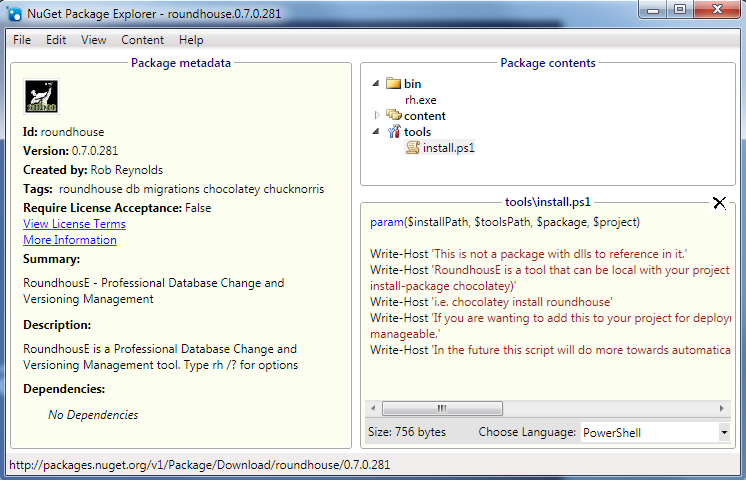 NuGet Package Explorer - roundhouse.0.7.0.281
File Edit View Content Help
Package metadata
Id: roundhouse
Version: 0.7.0.281
Created by: Rob Reynolds
Tags: roundhouse db migrations chocolatey chucknorris
Require License Acceptance: False
View License Terms
More Information
Summary:
RoundhousE - Professional Database Change and
Versioning Management
Description:
RoundhousE is a Professional Database Change and
Versioning Management tool. Type rh /? for options
Dependencies:
No Dependencies
Package contents
bin
rh.exe
content
tools
install.ps1
tools\install.ps1
param($installPath, $toolsPath, $package, $project)
Write-Host 'This is not a package with dlls to reference in it.'
Write-Host 'RoundhousE is a tool that can be local with your project
install-package chocolatey)'
Write-Host 'i.e. chocolatey install roundhouse'
Write-Host 'If you are wanting to add this to your project for deploym
manageable.'
Write-Host 'In the future this script will do more towards automatica
Size: 756 bytes Choose Language: PowerShell
http://packages.nuget.org/v1/Package/Download/roundhouse/0.7.0.281